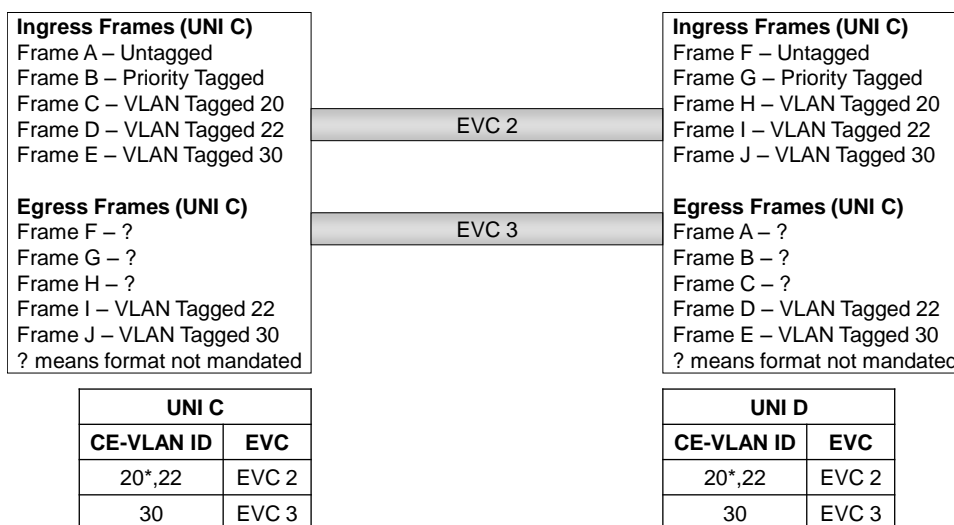 Ingress Frames (UNI C)
Frame A – Untagged
Frame B – Priority Tagged
Frame C – VLAN Tagged 20
Frame D – VLAN Tagged 22
Frame E – VLAN Tagged 30
Egress Frames (UNI C)
Frame F – ?
Frame G – ?
Frame H – ?
Frame I – VLAN Tagged 22
Frame J – VLAN Tagged 30
? means format not mandated
EVC 2
EVC 3
Ingress Frames (UNI C)
Frame F – Untagged
Frame G – Priority Tagged
Frame H – VLAN Tagged 20
Frame I – VLAN Tagged 22
Frame J – VLAN Tagged 30
Egress Frames (UNI C)
Frame A – ?
Frame B – ?
Frame C – ?
Frame D – VLAN Tagged 22
Frame E – VLAN Tagged 30
? means format not mandated
UNI C
CE-VLAN ID EVC
20*,22 EVC 2
30 EVC 3
UNI D
CE-VLAN ID EVC
20*,22 EVC 2
30 EVC 3